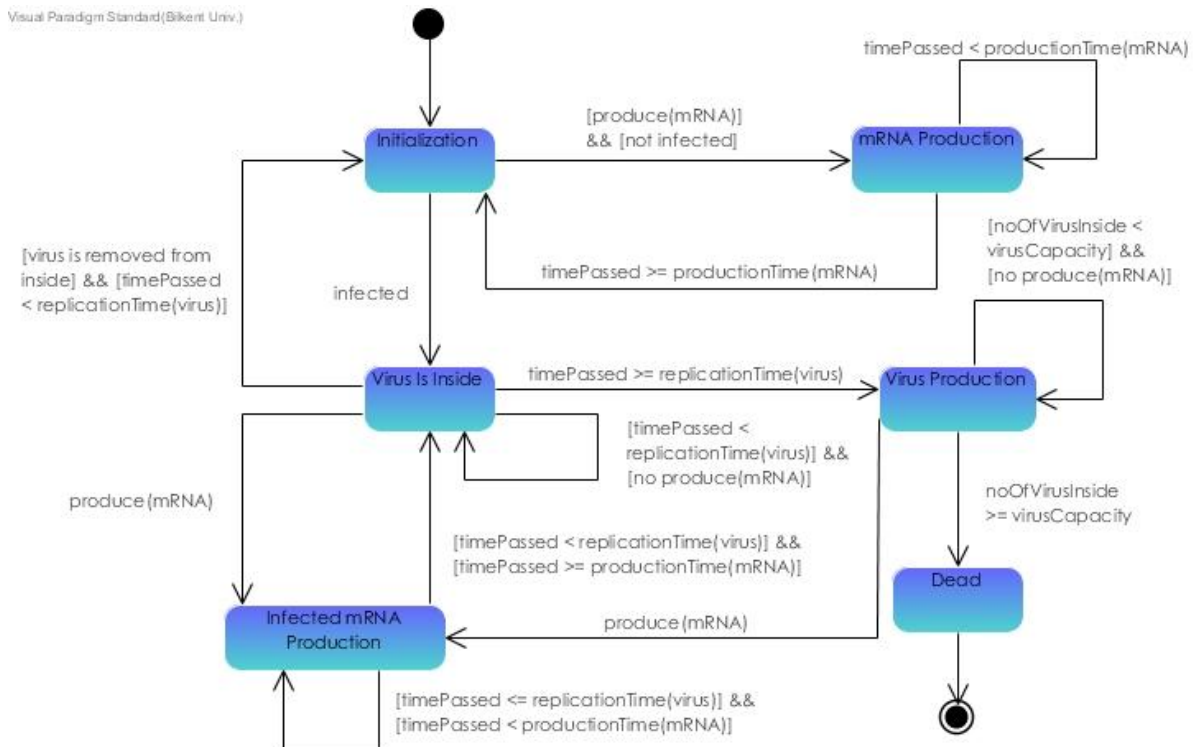 Visual Paradigm Standard(Bilkent Univ.)
timePassed < productionTime(mRNA)
[produce(mRNA)]
&& [not infected]
Initialization
mRNA Production
[noOfVirusInside <
virusCapacity] &&
[no produce(mRNA)]
[virus is removed from
inside] && [timePassed
< replicationTime(virus)]
timePassed >= productionTime(mRNA)
infected
Virus Is Inside
timePassed >= replicationTime(virus)
Virus Production
[timePassed <
replicationTime(virus)] &&
[no produce(mRNA)]
produce(mRNA)
noOfVirusInside
>= virusCapacity
[timePassed < replicationTime(virus)] &&
[timePassed >= productionTime(mRNA)]
Dead
Infected mRNA
Production
produce(mRNA)
[timePassed <= replicationTime(virus)] &&
[timePassed < productionTime(mRNA)]